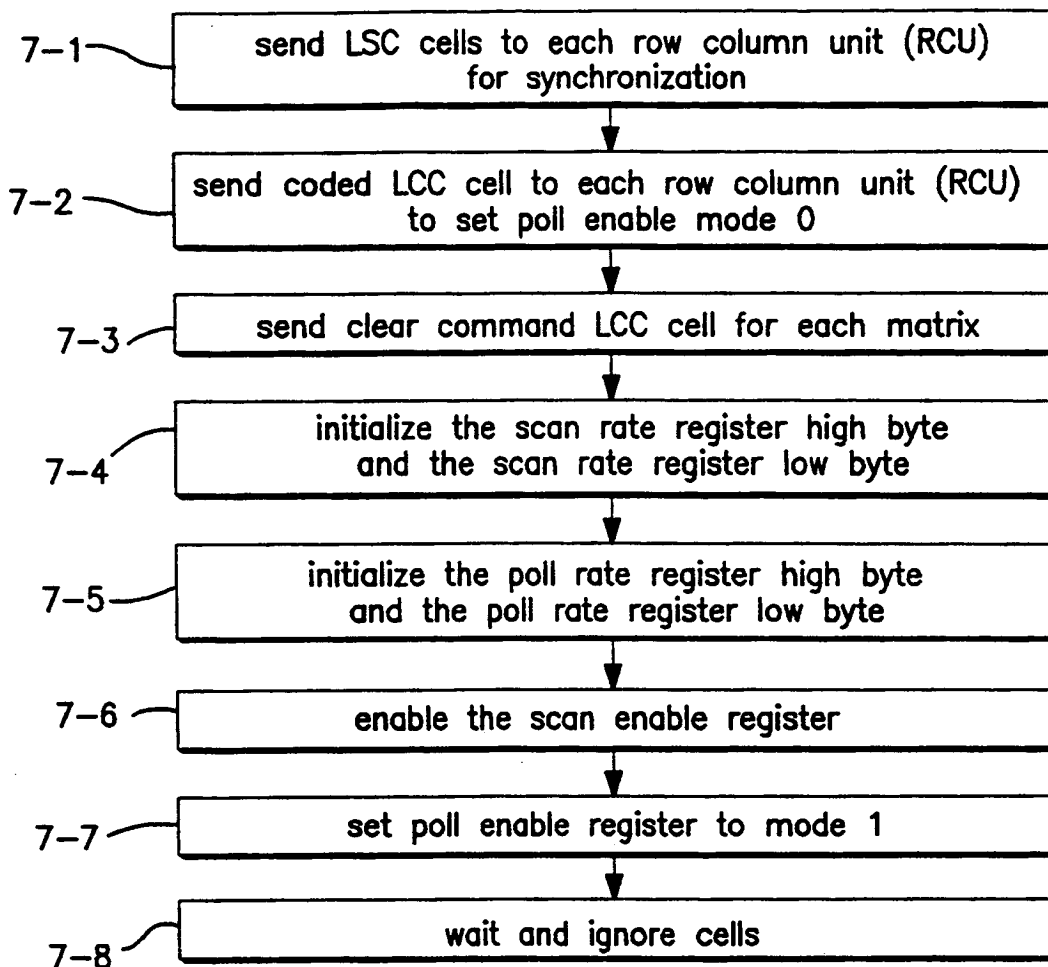 7-1
send LSC cells to each row column unit (RCU)
for synchronization
7-2
send coded LCC cell to each row column unit (RCU)
to set poll enable mode 0
7-3
send clear command LCC cell for each matrix
7-4
initialize the scan rate register high byte
and the scan rate register low byte
7-5
initialize the poll rate register high byte
and the poll rate register low byte
7-6
enable the scan enable register
7-7
set poll enable register to mode 1
7-8
wait and ignore cells